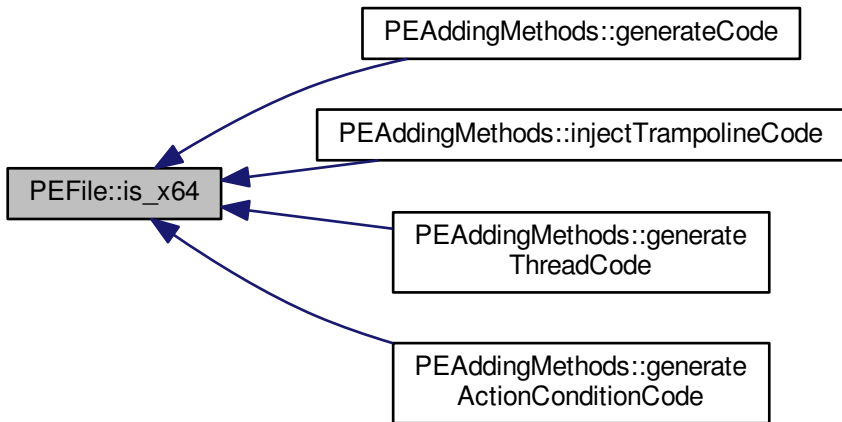 PEAddingMethods::generateCode
PEAddingMethods::injectTrampolineCode
PEFile::is_x64
PEAddingMethods::generate
ThreadCode
PEAddingMethods::generate
ActionConditionCode